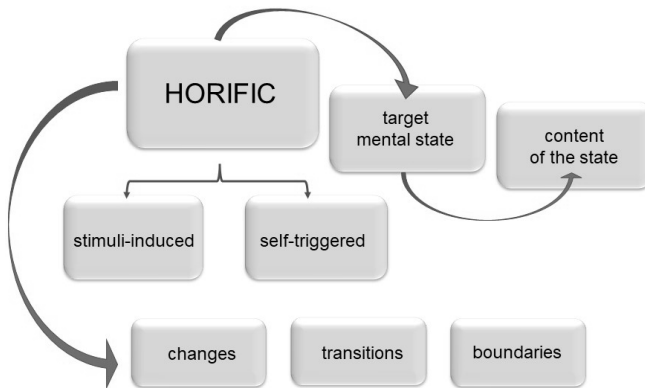 HORIFIC
target
mental state
content
of the state
stimuli-induced
self-triggered
changes
transitions
boundaries